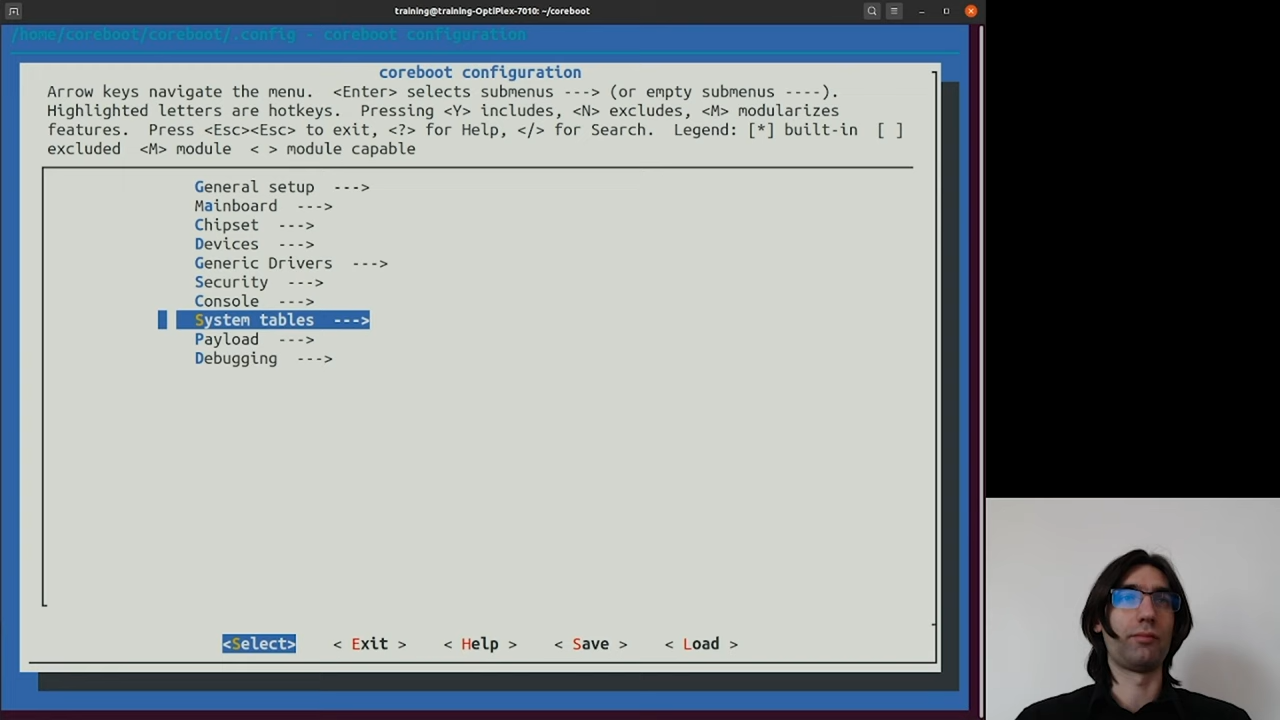 training@training-OptiPlex-7010: ~/coreboot
/home/coreboot/coreboot/.config - coreboot configuration
coreboot configuration
Arrow keys navigate the menu.  <Enter> selects submenus ---> (or empty submenus ----).
Highlighted letters are hotkeys.  Pressing <Y> includes, <N> excludes, <M> modularizes
features.  Press <Esc><Esc> to exit, <?> for Help, </> for Search.  Legend: [*] built-in  [ ]
excluded  <M> module  < > module capable
General setup  --->
Mainboard  --->
Chipset  --->
Devices  --->
Generic Drivers  --->
Security  --->
Console  --->
System tables  --->
Payload  --->
Debugging  --->
<Select>    < Exit >    < Help >    < Save >    < Load >